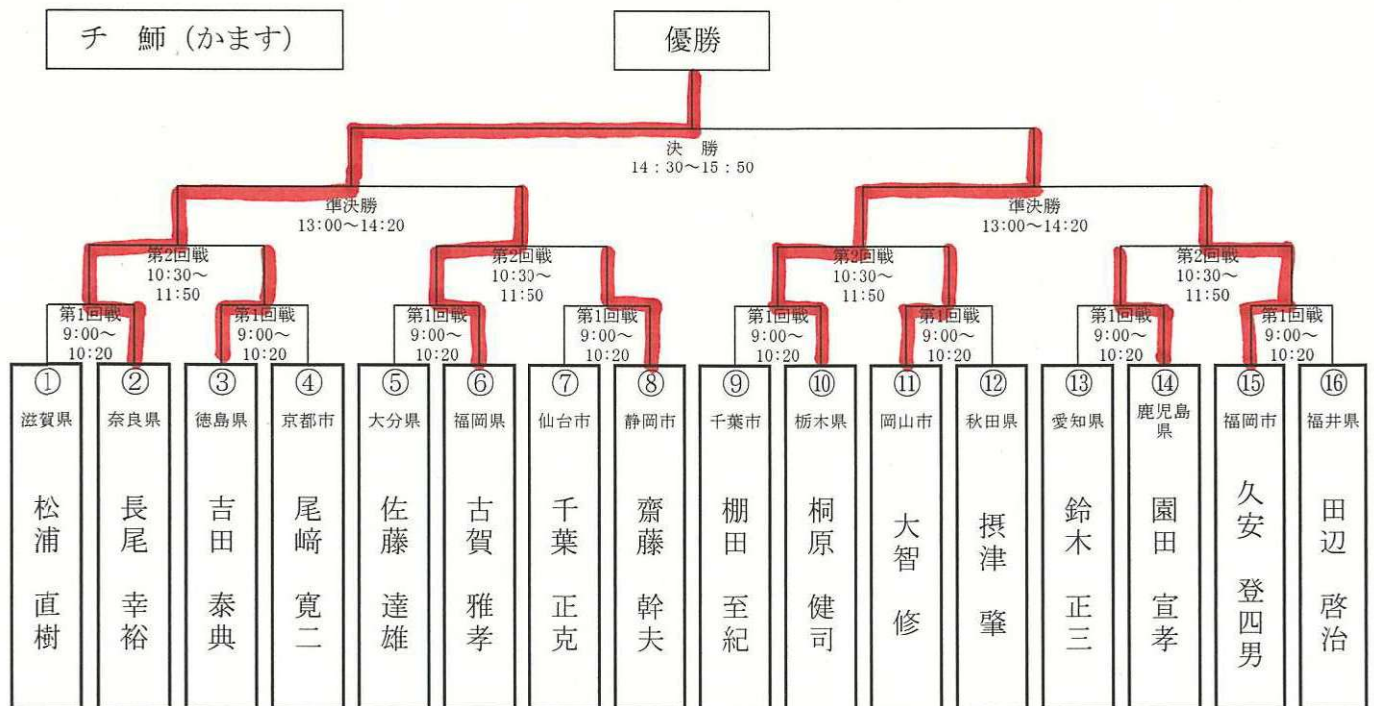 チ 鰤 (かます)
優勝
決 勝
14：30～15：50
準決勝
13:00～14:20
準決勝
13:00～14:20
第2回戦
10:30～
11:50
第2回戦
10:30～
11:50
第2回戦
10:30～
11:50
第2回戦
10:30～
11:50
第1回戦
9:00～
10:20
第1回戦
9:00～
10:20
第1回戦
9:00～
10:20
第1回戦
9:00～
10:20
第1回戦
9:00～
10:20
第1回戦
9:00～
10:20
第1回戦
9:00～
10:20
第1回戦
9:00～
10:20
①
滋賀県
松浦 直樹
②
奈良県
長尾 幸裕
③
徳島県
吉田 泰典
④
京都市
尾﨑 寛二
⑤
大分県
佐藤 達雄
⑥
福岡県
古賀 雅孝
⑦
仙台市
千葉 正克
⑧
静岡市
齋藤 幹夫
⑨
千葉市
棚田 至紀
⑩
栃木県
桐原 健司
⑪
岡山市
大智 修
⑫
秋田県
摂津 肇
⑬
愛知県
鈴木 正三
⑭
鹿児島
県
園田 宣孝
⑮
福岡市
久安 登四男
⑯
福井県
田辺 啓治